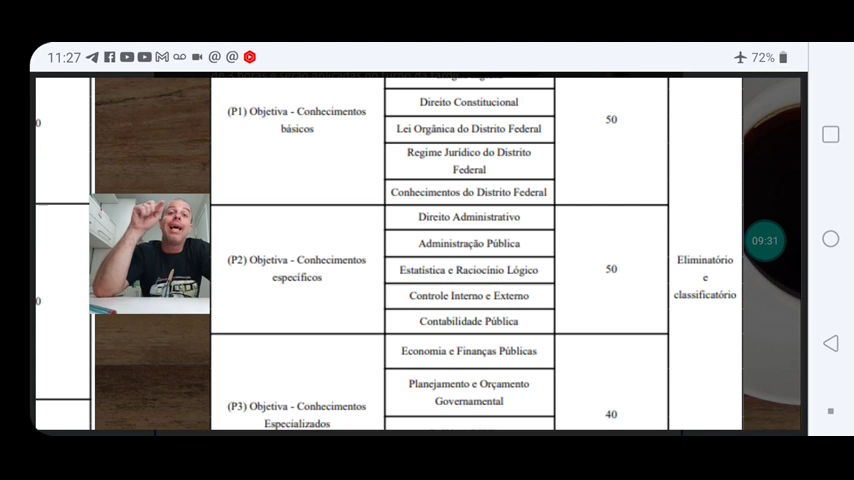 11:27
72%
0
(P1) Objetiva - Conhecimentos
básicos
Direito Constitucional
Lei Orgânica do Distrito Federal
Regime Jurídico do Distrito
Federal
Conhecimentos do Distrito Federal
50
0
(P2) Objetiva - Conhecimentos
específicos
Direito Administrativo
Administração Pública
Estatística e Raciocínio Lógico
Controle Interno e Externo
Contabilidade Pública
50
Eliminatório
e
classificatório
09:31
(P3) Objetiva - Conhecimentos
Especializados
Economia e Finanças Públicas
Planejamento e Orçamento
Governamental
40